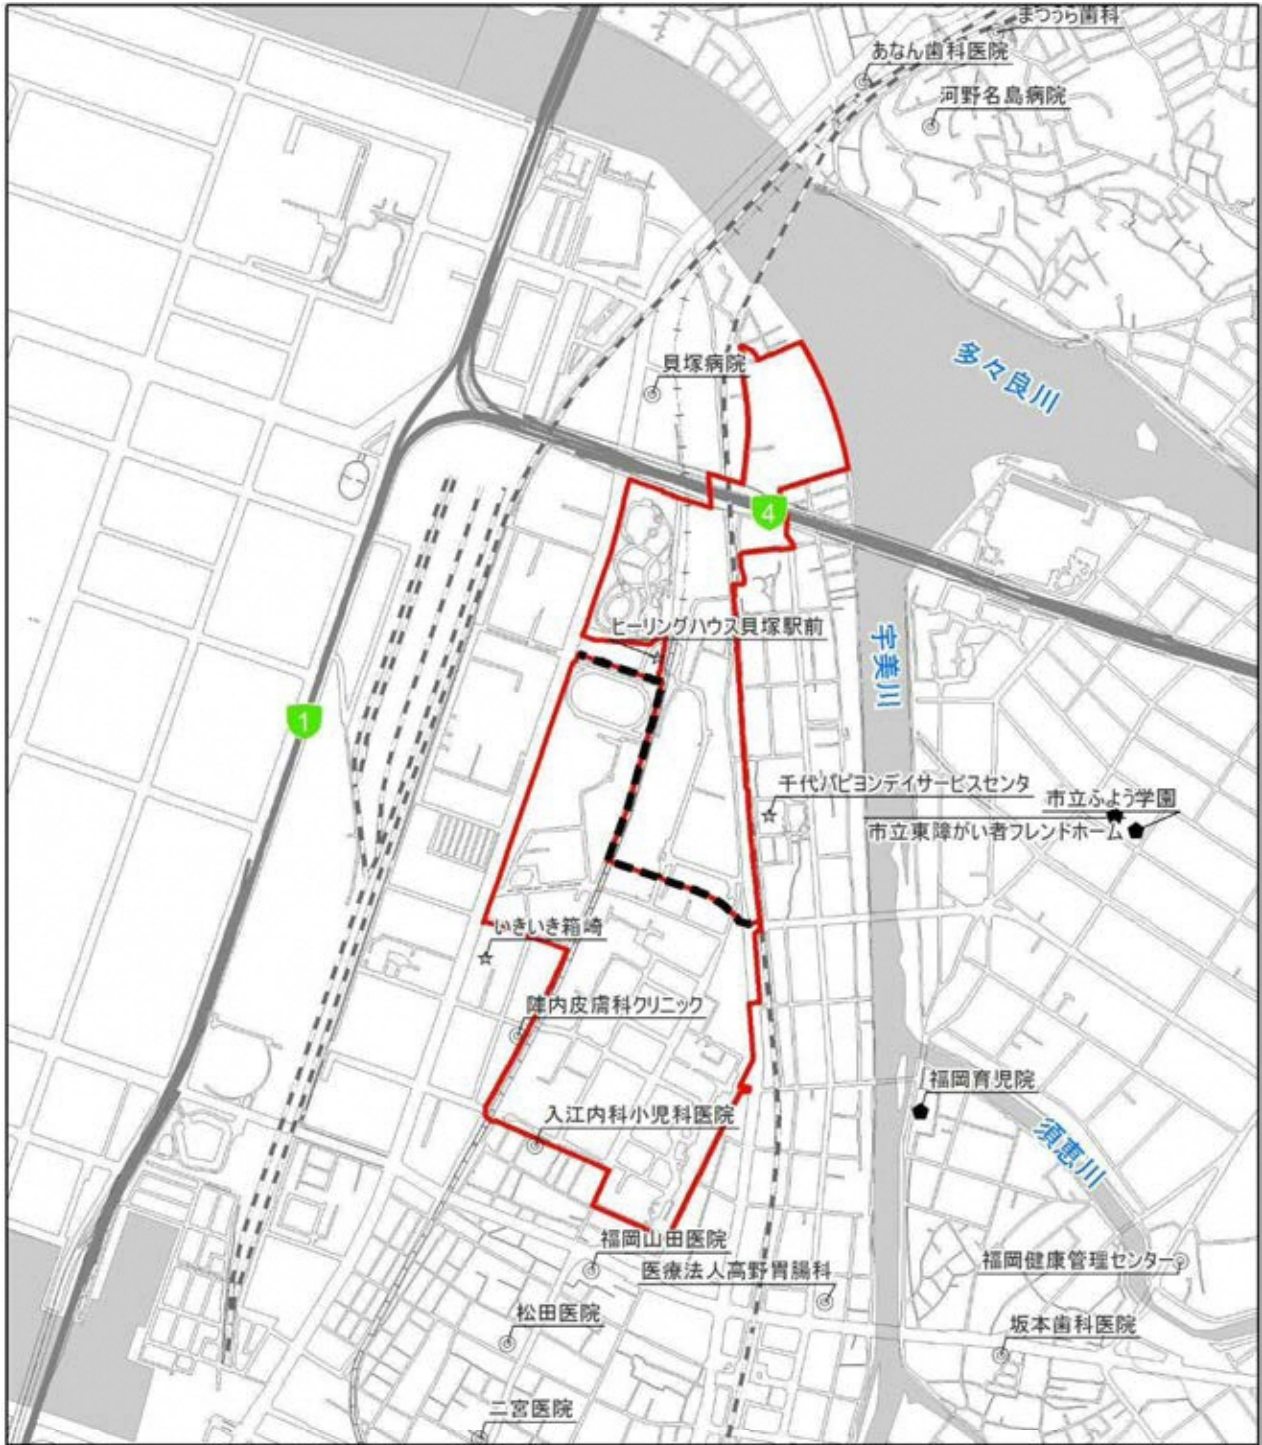 まつうら歯科
あなん歯科医院
河野名島病院
多々良川
貝塚病院
4
ヒーリングハウス貝塚駅前
宇美川
1
千代パピヨンデイサービスセンタ
市立ふよう学園
市立東障がい者フレンドホーム
いきいき箱崎
陣内皮膚科クリニック
福岡育児院
入江内科小児科医院
須恵川
福岡山田医院
福岡健康管理センター
医療法人高野胃腸科
松田医院
坂本歯科医院
二宮医院